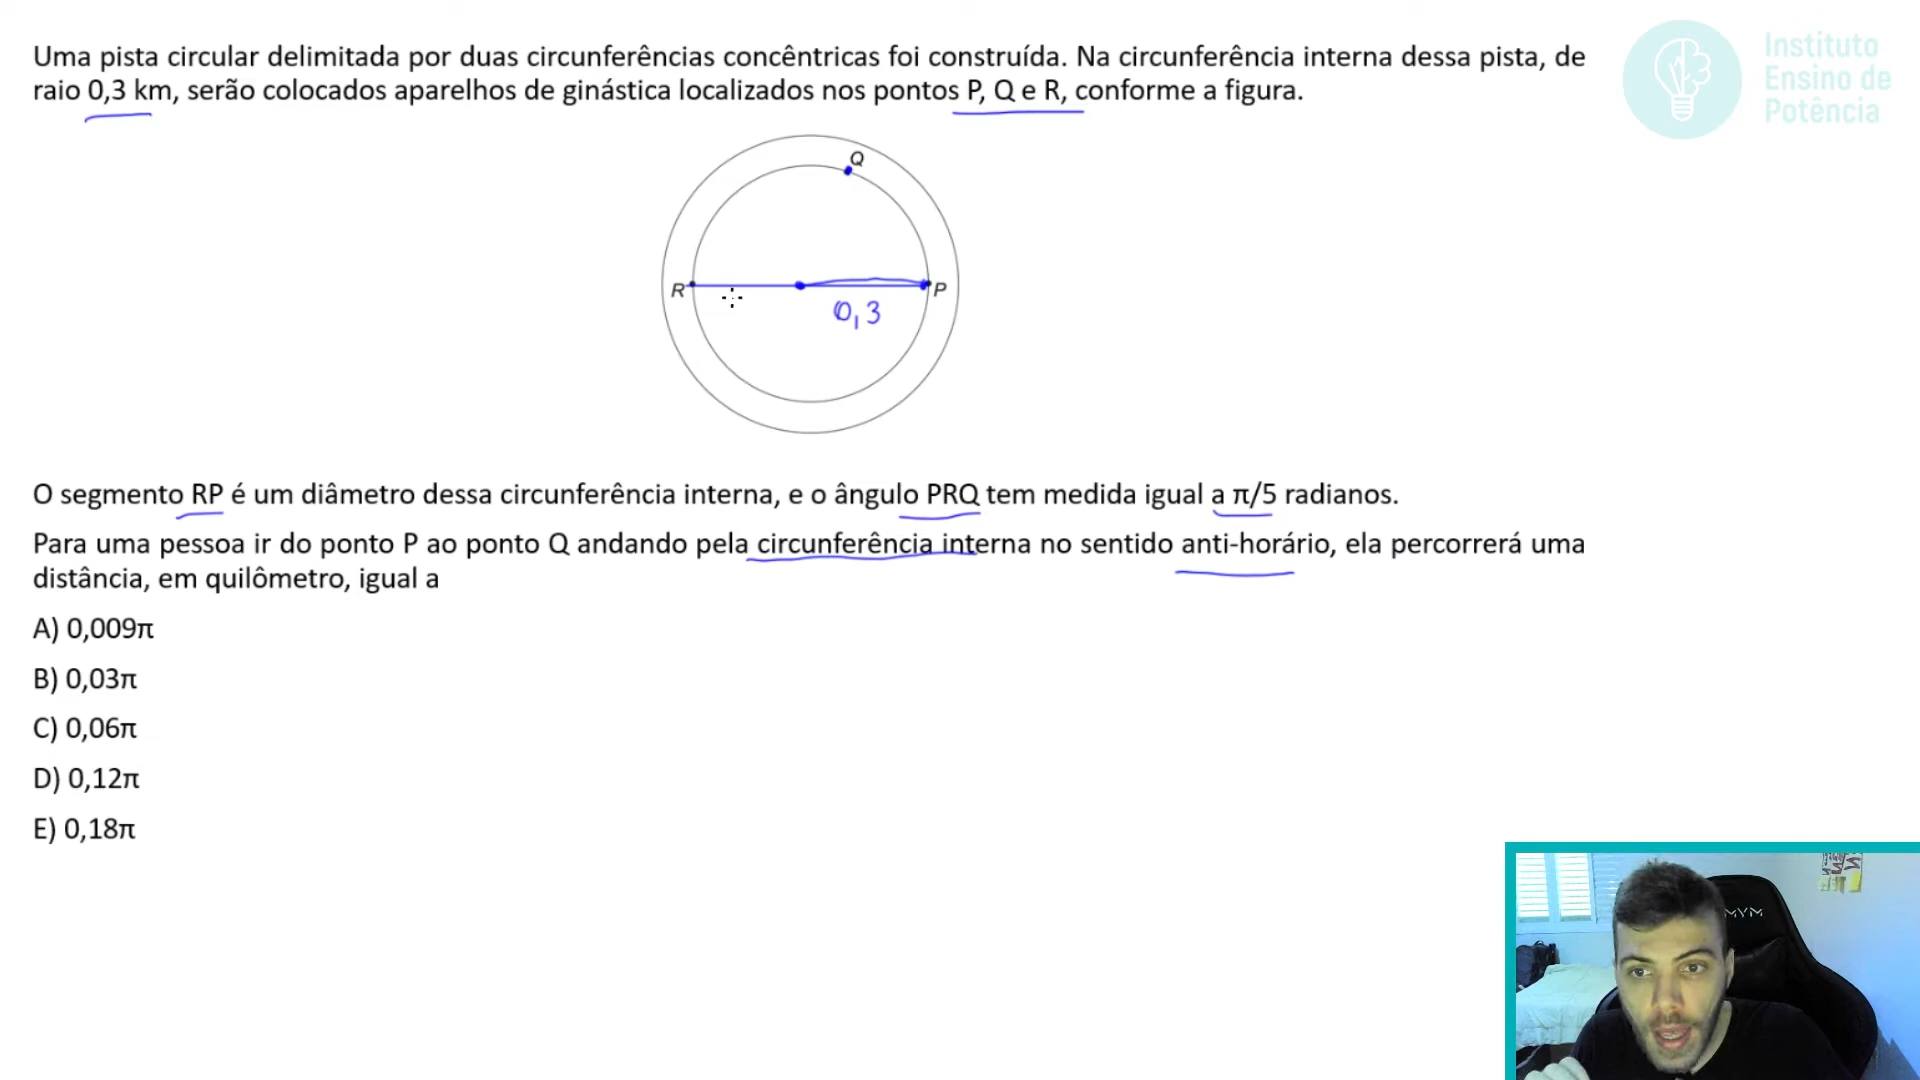 Uma pista circular delimitada por duas circunferências concêntricas foi construída. Na circunferência interna dessa pista, de
raio 0,3 km, serão colocados aparelhos de ginástica localizados nos pontos P, Q e R, conforme a figura.
Instituto
Ensino de
Potência
Q
R
P
0,3
O segmento RP é um diâmetro dessa circunferência interna, e o ângulo PRQ tem medida igual a π/5 radianos.
Para uma pessoa ir do ponto P ao ponto Q andando pela circunferência interna no sentido anti-horário, ela percorrerá uma
distância, em quilômetro, igual a
A) 0,009π
B) 0,03π
C) 0,06π
D) 0,12π
E) 0,18π
MYM